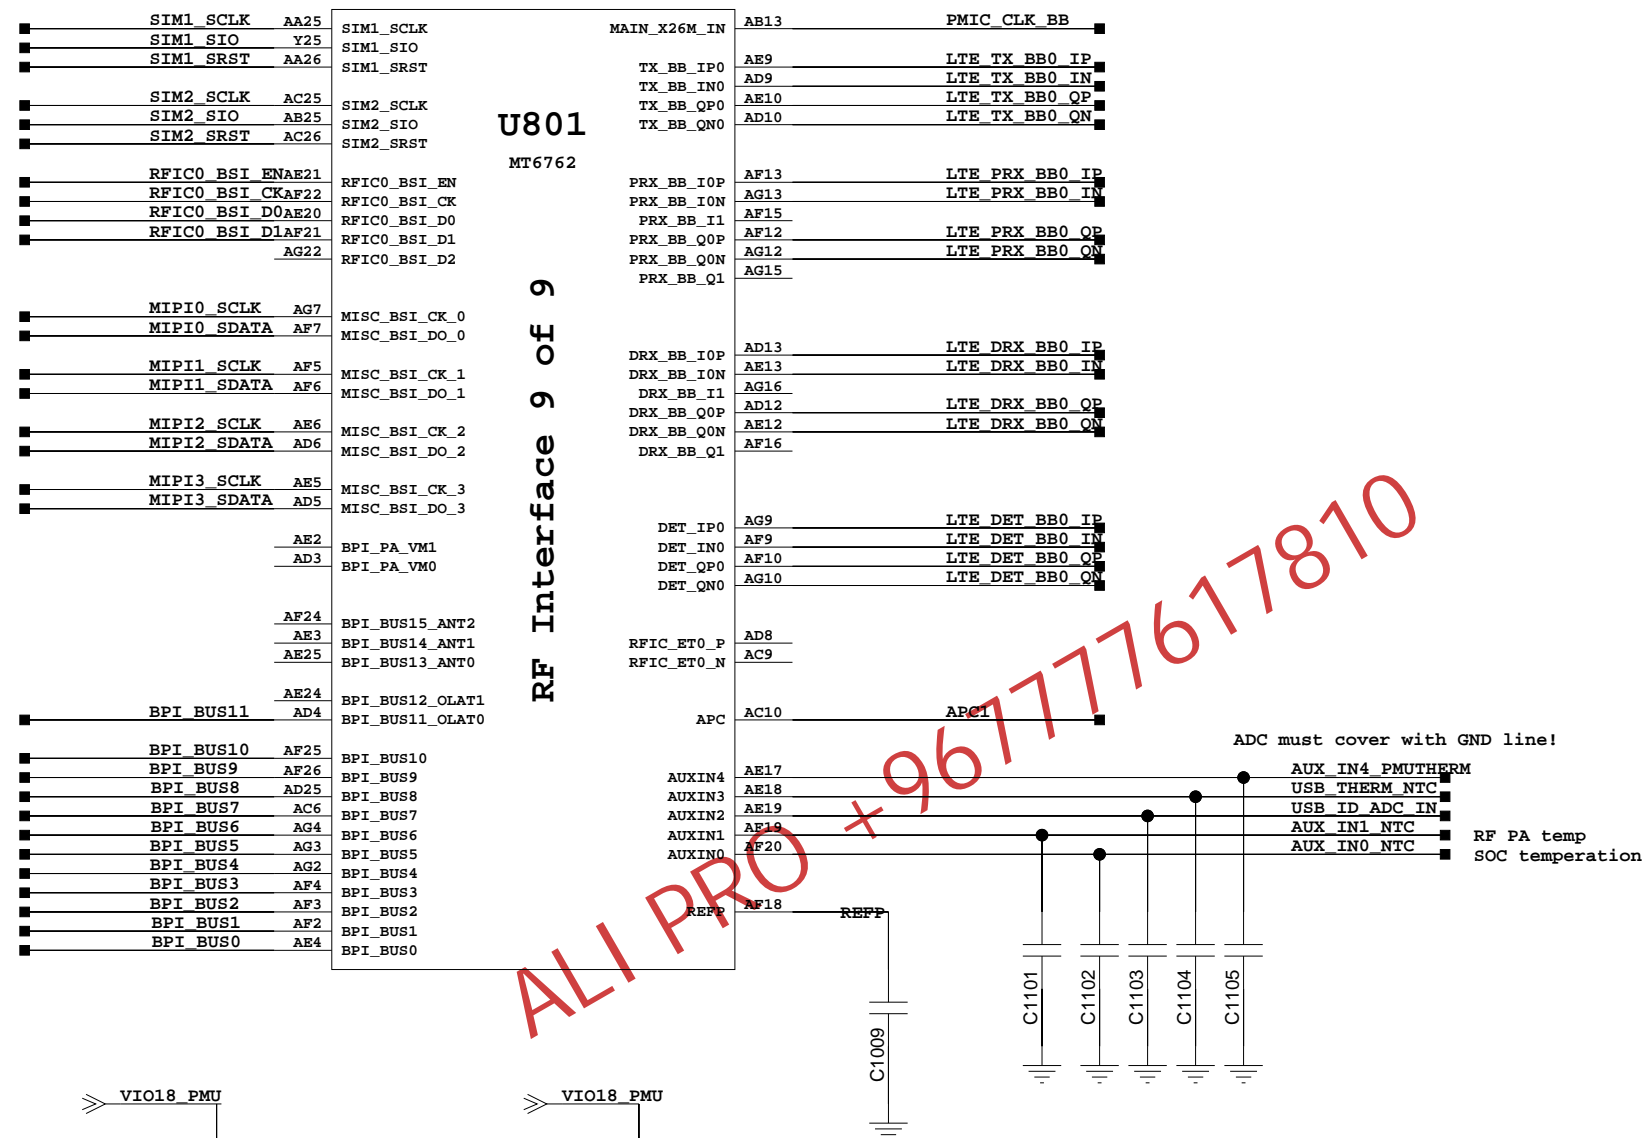 SIM1_SCLK AA25 SIM1_SCLK
SIM1_SIO Y25 SIM1_SIO
SIM1_SRST AA26 SIM1_SRST
SIM2_SCLK AC25 SIM2_SCLK
SIM2_SIO AB25 SIM2_SIO
SIM2_SRST AC26 SIM2_SRST
RFIC0_BSI_EN AE21 RFIC0_BSI_EN
RFIC0_BSI_CK AF22 RFIC0_BSI_CK
RFIC0_BSI_D0 AE20 RFIC0_BSI_D0
RFIC0_BSI_D1 AF21 RFIC0_BSI_D1
AG22 RFIC0_BSI_D2
MIPI0_SCLK AG7 MISC_BSI_CK_0
MIPI0_SDATA AF7 MISC_BSI_DO_0
MIPI1_SCLK AF5 MISC_BSI_CK_1
MIPI1_SDATA AF6 MISC_BSI_DO_1
MIPI2_SCLK AE6 MISC_BSI_CK_2
MIPI2_SDATA AD6 MISC_BSI_DO_2
MIPI3_SCLK AE5 MISC_BSI_CK_3
MIPI3_SDATA AD5 MISC_BSI_DO_3
AE2 BPI_PA_VM1
AD3 BPI_PA_VM0
AF24 BPI_BUS15_ANT2
AE3 BPI_BUS14_ANT1
AE25 BPI_BUS13_ANT0
AE24 BPI_BUS12_OLAT1
BPI_BUS11 AD4 BPI_BUS11_OLAT0
BPI_BUS10 AF25 BPI_BUS10
BPI_BUS9 AF26 BPI_BUS9
BPI_BUS8 AD25 BPI_BUS8
BPI_BUS7 AC6 BPI_BUS7
BPI_BUS6 AG4 BPI_BUS6
BPI_BUS5 AG3 BPI_BUS5
BPI_BUS4 AG2 BPI_BUS4
BPI_BUS3 AF4 BPI_BUS3
BPI_BUS2 AF3 BPI_BUS2
BPI_BUS1 AF2 BPI_BUS1
BPI_BUS0 AE4 BPI_BUS0
U801
MT6762
RF Interface 9 of 9
MAIN_X26M_IN AB13 PMIC_CLK_BB
TX_BB_IP0 AE9 LTE_TX_BB0_IP
TX_BB_IN0 AD9 LTE_TX_BB0_IN
TX_BB_QP0 AE10 LTE_TX_BB0_QP
TX_BB_QN0 AD10 LTE_TX_BB0_QN
PRX_BB_I0P AF13 LTE_PRX_BB0_IP
PRX_BB_I0N AG13 LTE_PRX_BB0_IN
PRX_BB_I1 AF15
PRX_BB_Q0P AF12 LTE_PRX_BB0_QP
PRX_BB_Q0N AG12 LTE_PRX_BB0_QN
PRX_BB_Q1 AG15
DRX_BB_I0P AD13 LTE_DRX_BB0_IP
DRX_BB_I0N AE13 LTE_DRX_BB0_IN
DRX_BB_I1 AG16
DRX_BB_Q0P AD12 LTE_DRX_BB0_QP
DRX_BB_Q0N AE12 LTE_DRX_BB0_QN
DRX_BB_Q1 AF16
DET_IP0 AG9 LTE_DET_BB0_IP
DET_IN0 AF9 LTE_DET_BB0_IN
DET_QP0 AF10 LTE_DET_BB0_QP
DET_QN0 AG10 LTE_DET_BB0_QN
RFIC_ET0_P AD8
RFIC_ET0_N AC9
APC AC10 APC1
ADC must cover with GND line!
AUXIN4 AE17 AUX_IN4_PMUTHERM
AUXIN3 AE18 USB_THERM_NTC
AUXIN2 AE19 USB_ID_ADC_IN
AUXIN1 AF19 AUX_IN1_NTC RF PA temp
AUXIN0 AF20 AUX_IN0_NTC SOC temperation
REFP AF18 REFP
C1009
C1101
C1102
C1103
C1104
C1105
ALI PRO +967777617810
VIO18_PMU
VIO18_PMU